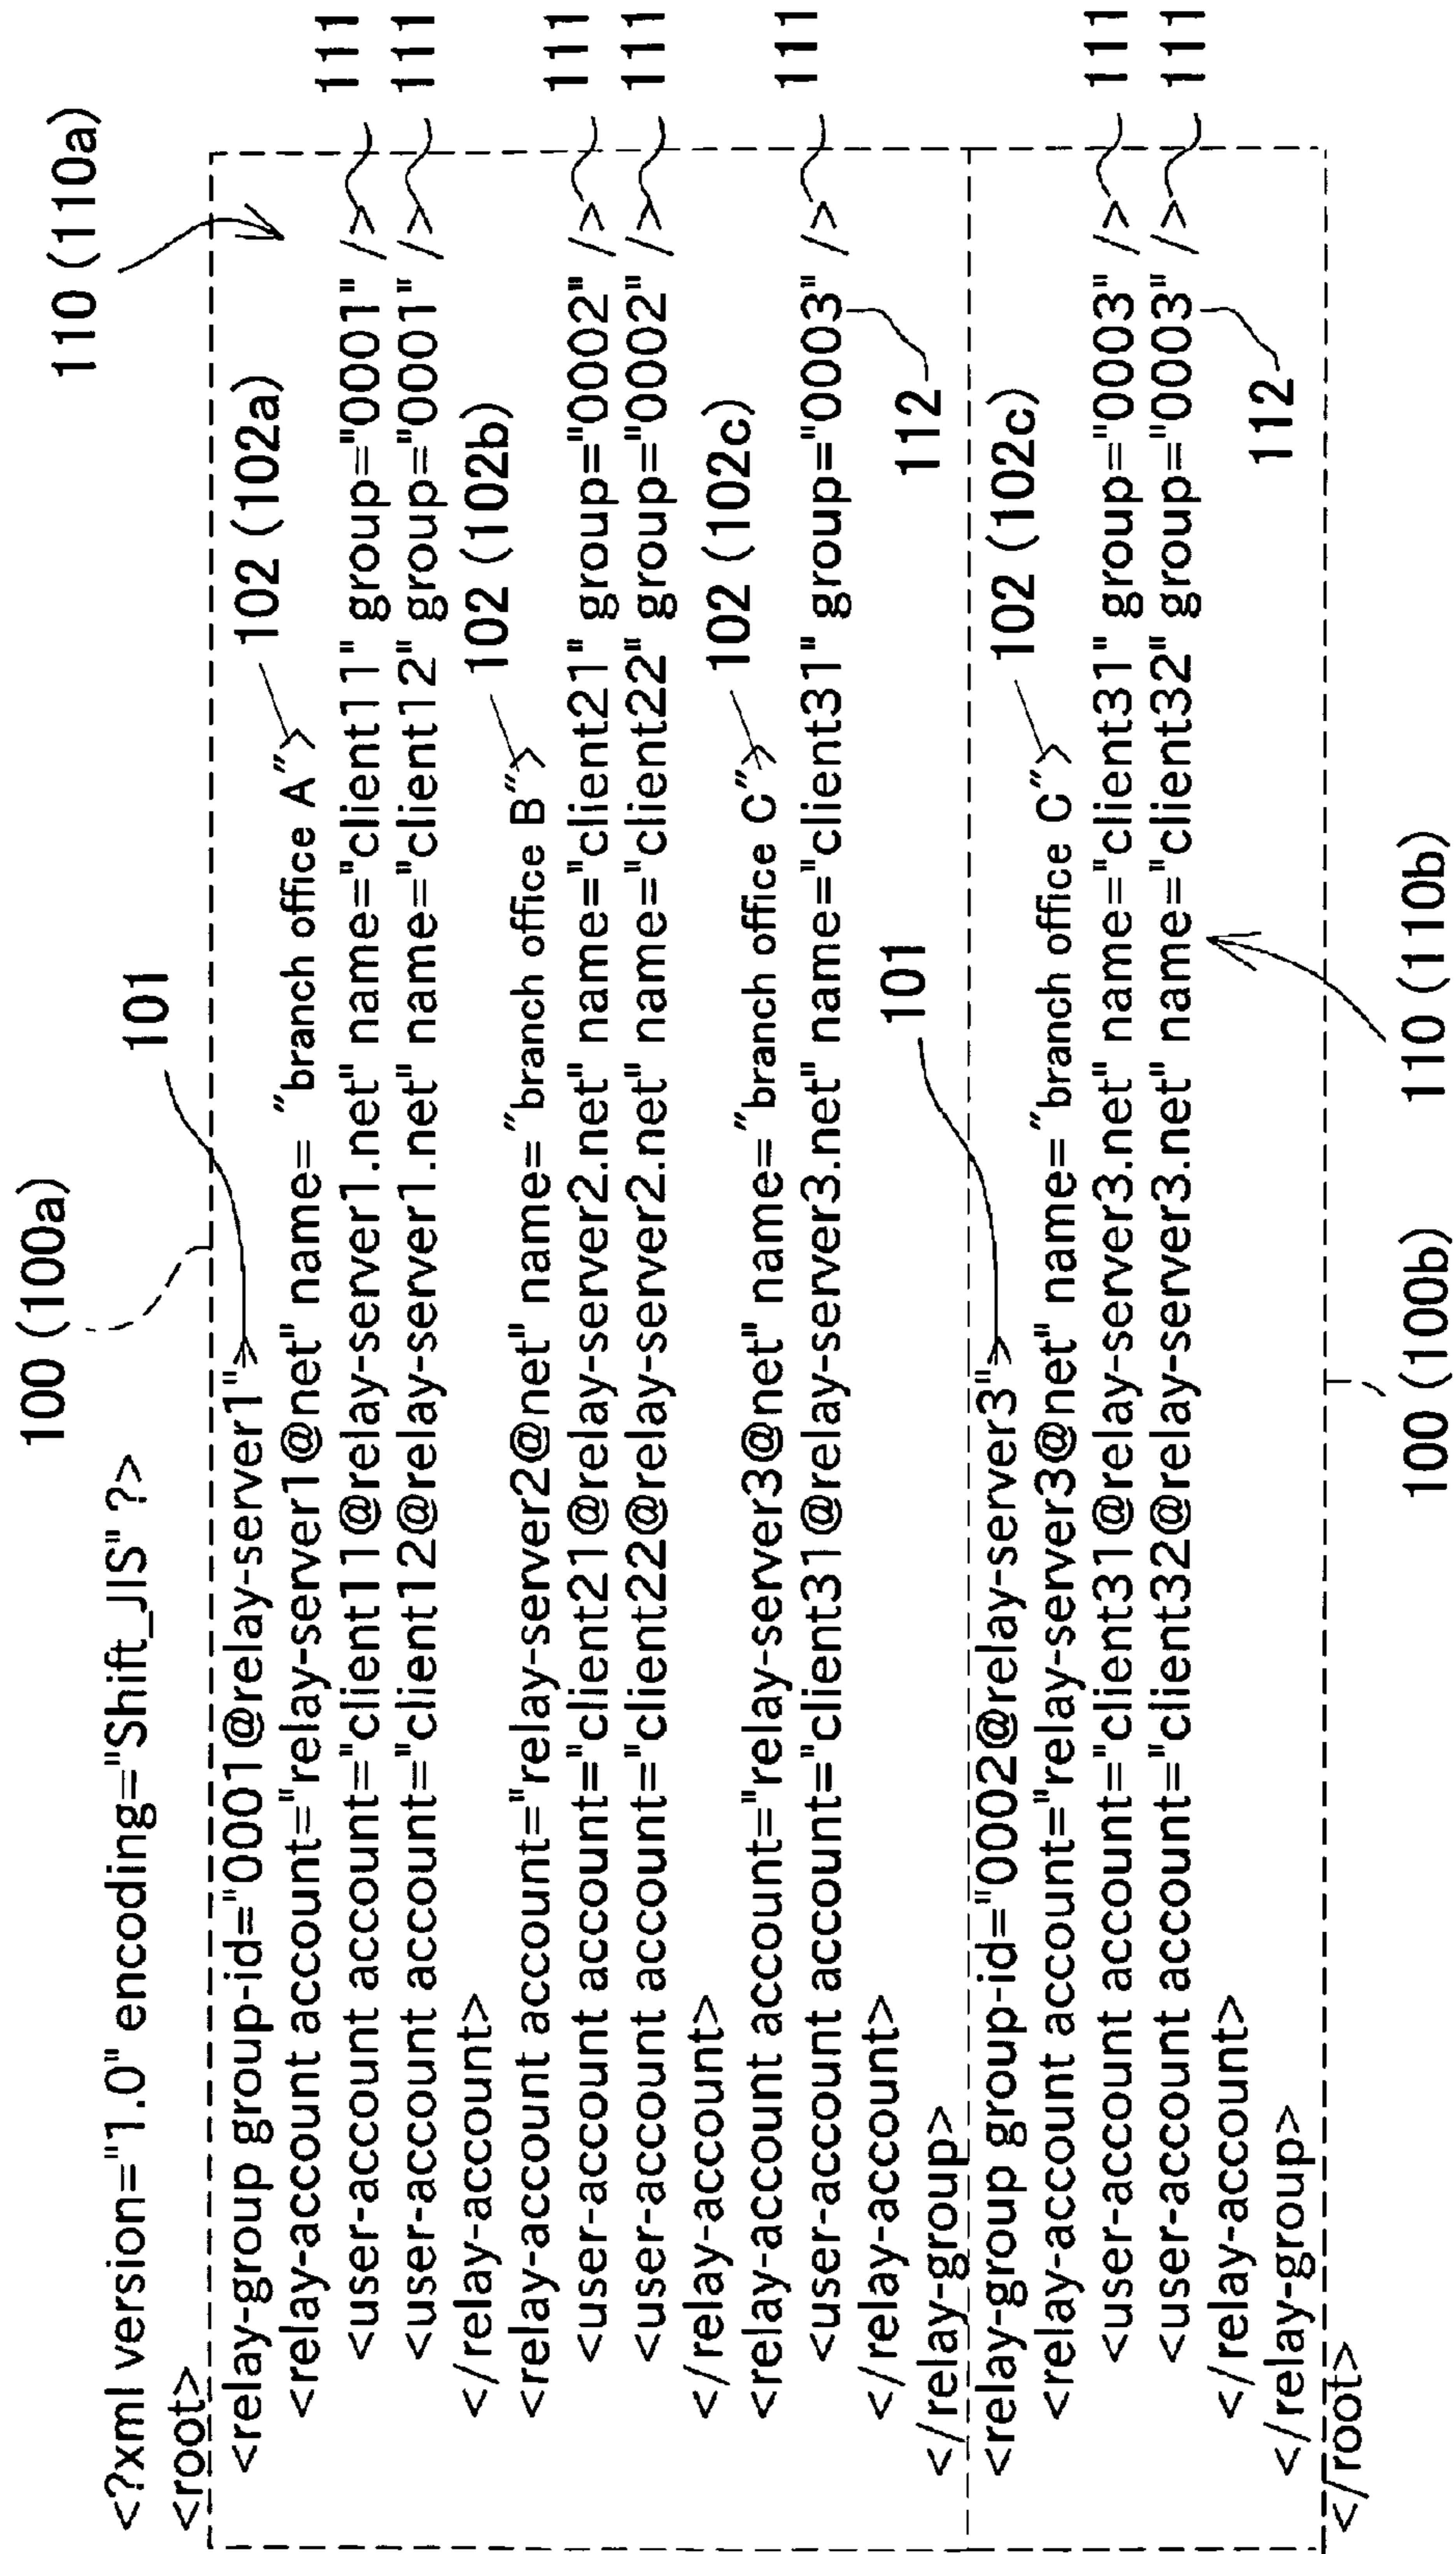 100 (100a)
110 (110a)
101
<?xml version="1.0" encoding="Shift_JIS" ?>
<root>
<relay-group group-id="0001@relay-server1">
102 (102a)
<relay-account account="relay-server1@net" name= "branch office A">
<user-account account="client11@relay-server1.net" name="client11" group="0001" /> 111
<user-account account="client12@relay-server1.net" name="client12" group="0001" /> 111
</relay-account>
102 (102b)
<relay-account account="relay-server2@net" name="branch office B">
<user-account account="client21@relay-server2.net" name="client21" group="0002" /> 111
<user-account account="client22@relay-server2.net" name="client22" group="0002" /> 111
</relay-account>
102 (102c)
<relay-account account="relay-server3@net" name="branch office C">
<user-account account="client31@relay-server3.net" name="client31" group="0003" /> 111
</relay-account>
101
112
</relay-group>
<relay-group group-id="0002@relay-server3">
102 (102c)
<relay-account account="relay-server3@net" name="branch office C">
<user-account account="client31@relay-server3.net" name="client31" group="0003" /> 111
<user-account account="client32@relay-server3.net" name="client32" group="0003" /> 111
</relay-account>
112
</relay-group>
</root>
100 (100b)
110 (110b)